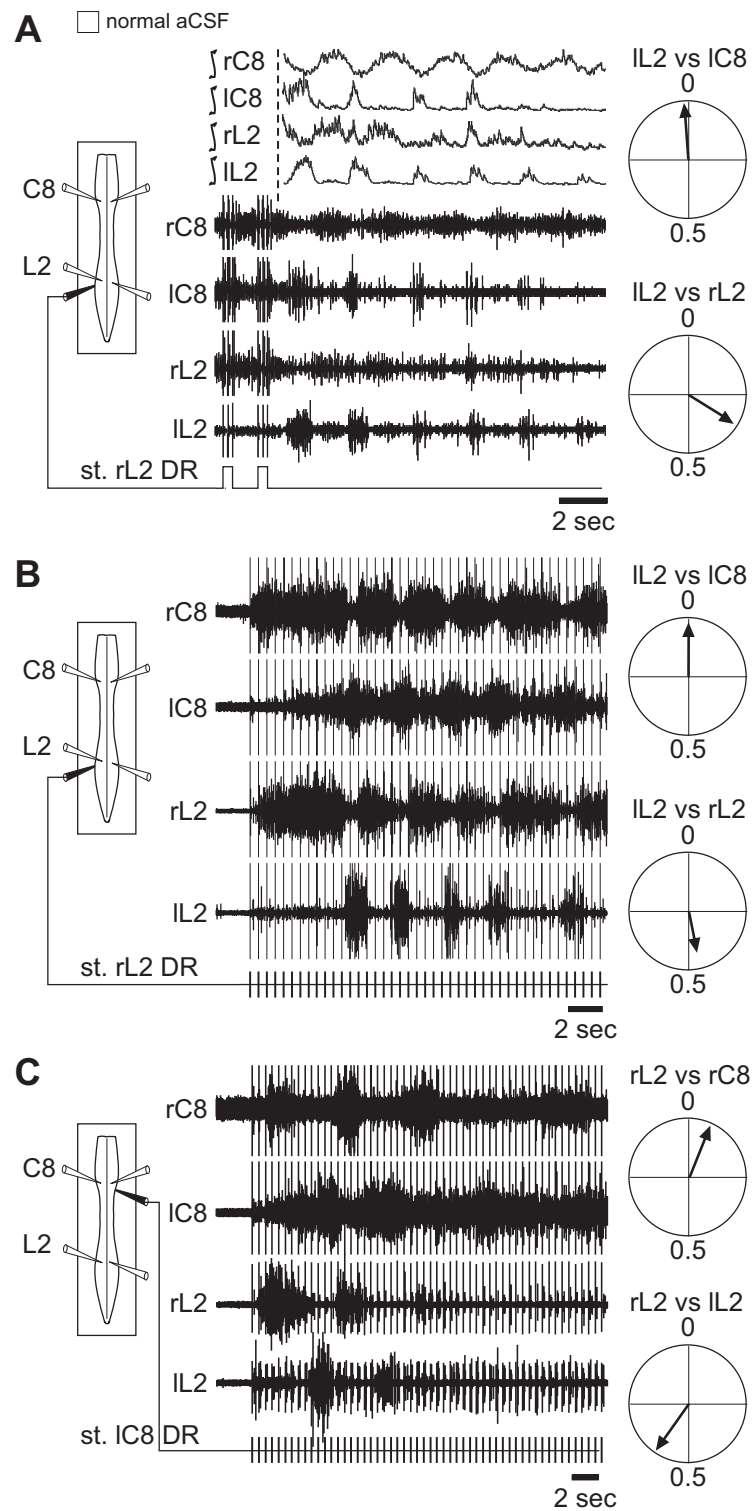 A
normal aCSF
rC8
lC8
rL2
lL2
C8
L2
rC8
lC8
rL2
lL2
st. rL2 DR
2 sec
lL2 vs lC8
0
0.5
lL2 vs rL2
0
0.5
B
C8
L2
rC8
lC8
rL2
lL2
st. rL2 DR
2 sec
lL2 vs lC8
0
0.5
lL2 vs rL2
0
0.5
C
C8
L2
rC8
lC8
rL2
lL2
st. lC8 DR
2 sec
rL2 vs rC8
0
0.5
rL2 vs lL2
0
0.5